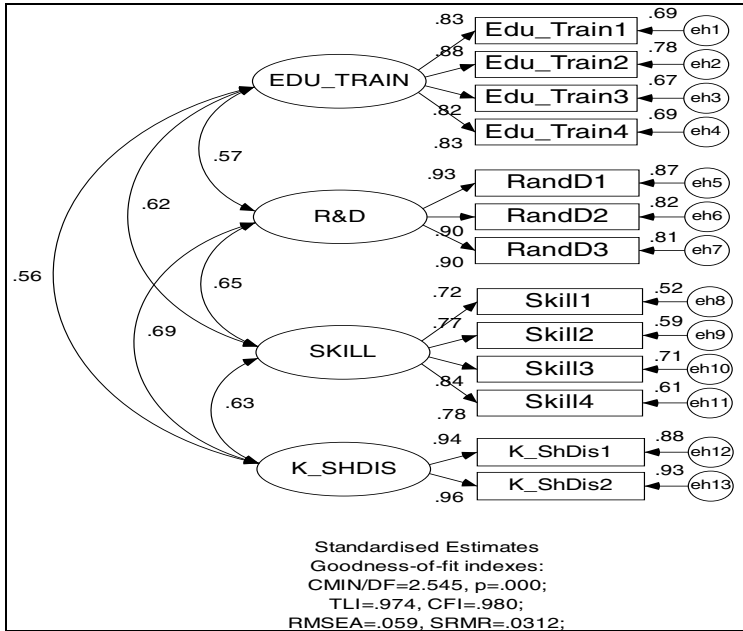 .83 .69
Edu_Train1 eh1
.88 .78
Edu_Train2 eh2
EDU_TRAIN
.67
Edu_Train3 eh3
.82 .69
Edu_Train4 eh4
.83
.57
.93 .87
RandD1 eh5
.82
R&D RandD2 eh6
.62
.90 .81
RandD3 eh7
.90
.56
.65
.72 .52
Skill1 eh8
.69
.77 .59
Skill2 eh9
SKILL
.71
Skill3 eh10
.84 .61
Skill4 eh11
.63
.78
.94 .88
K_ShDis1 eh12
K_SHDIS
.93
K_ShDis2 eh13
.96
Standardised Estimates
Goodness-of-fit indexes:
CMIN/DF=2.545, p=.000;
TLI=.974, CFI=.980;
RMSEA=.059, SRMR=.0312;